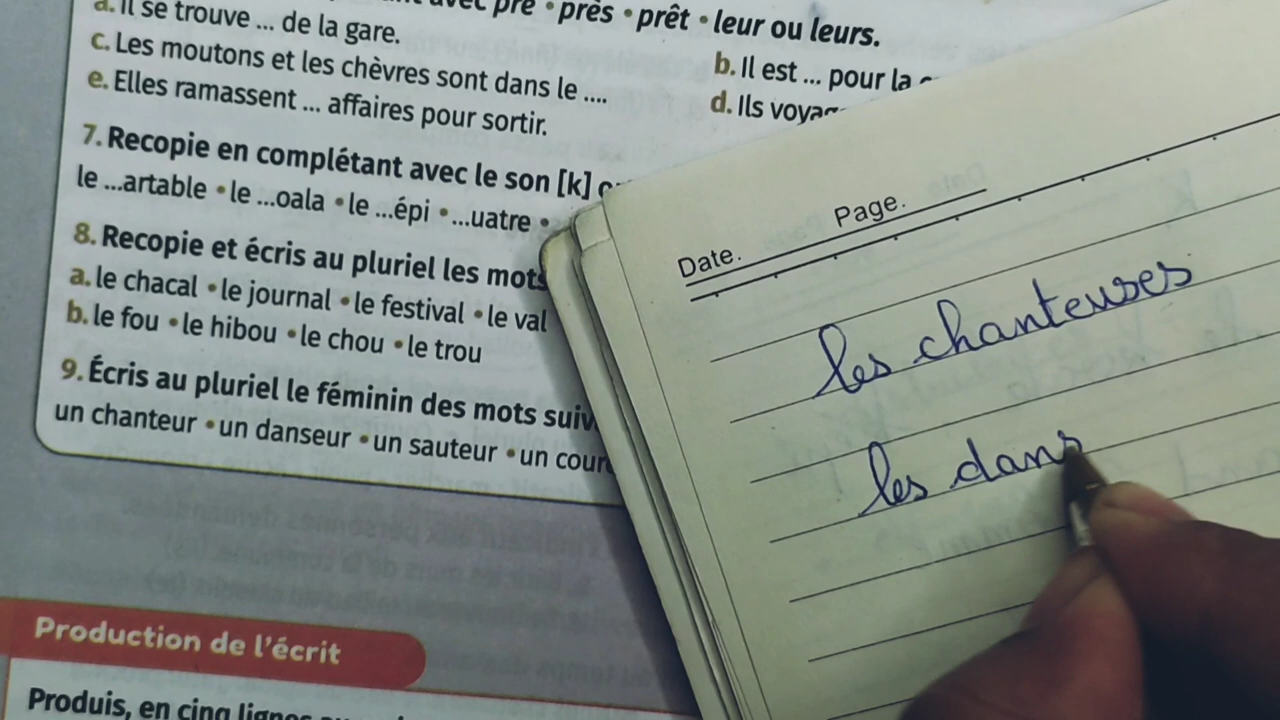 pré • près • prêt • leur ou leurs.
a. Il se trouve ... de la gare.
b. Il est ... pour la
c. Les moutons et les chèvres sont dans le ....
d. Ils
e. Elles ramassent ... affaires pour sortir.
7. Recopie en complétant avec le son [k]
le ...artable • le ...oala • le ...épi • ...uatre •
8. Recopie et écris au pluriel les mots
a. le chacal • le journal • le festival • le val
b. le fou • le hibou • le chou • le trou
9. Écris au pluriel le féminin des mots
un chanteur • un danseur • un sauteur • un
Production de l'écrit
Produis, en cinq lignes
Date. Page.
les chanteuses
les dans